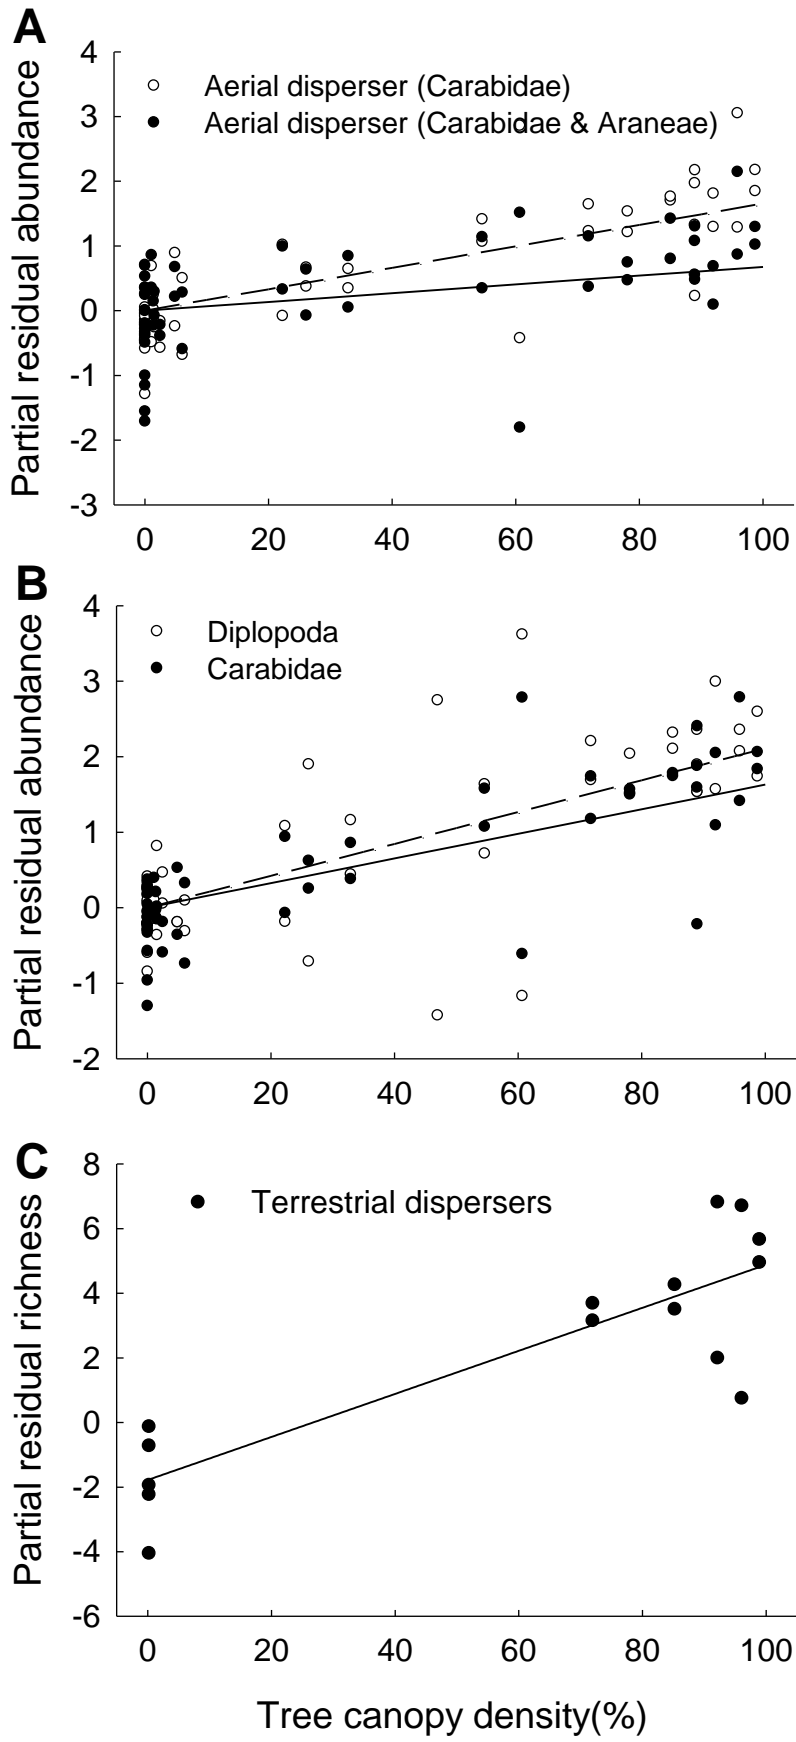 A
Partial residual abundance
4
3
2
1
0
-1
-2
-3
Aerial disperser (Carabidae)
Aerial disperser (Carabidae & Araneae)
0 20 40 60 80 100
B
Partial residual abundance
4
3
2
1
0
-1
-2
Diplopoda
Carabidae
0 20 40 60 80 100
C
Partial residual richness
8
6
4
2
0
-2
-4
-6
Terrestrial dispersers
0 20 40 60 80 100
Tree canopy density(%)